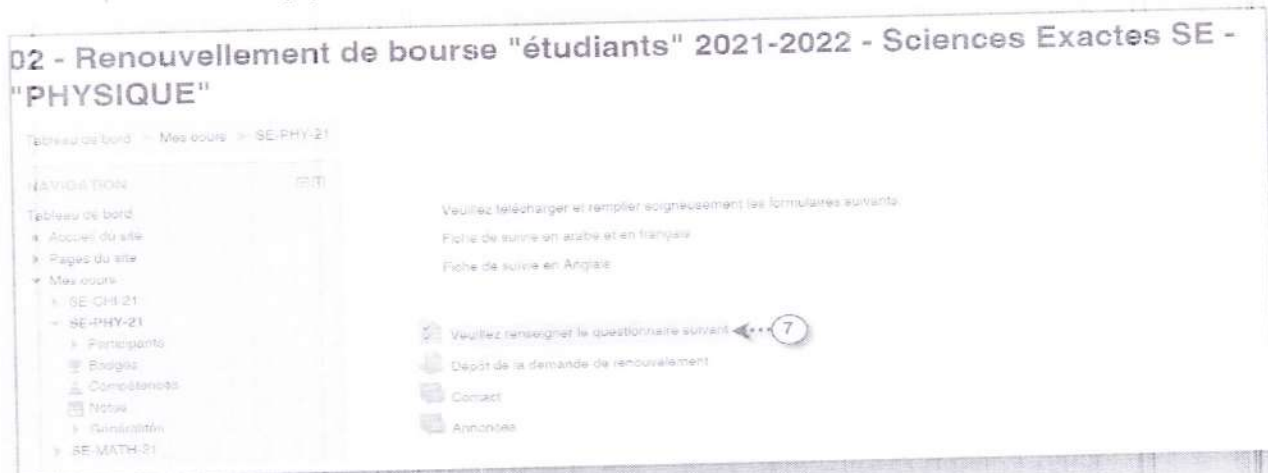 02 - Renouvellement de bourse "étudiants" 2021-2022 - Sciences Exactes SE -
"PHYSIQUE"
Tableau de bord Mes cours SE-PHY-21
NAVIGATION
Tableau de bord
Accueil du site
Pages du site
Mes cours
SE-CHI-21
SE-PHY-21
Participants
Badges
Compétences
Notes
Généralités
SE-MATH-21
Veuillez télécharger et remplir soigneusement les formulaires suivants
Fiche de suivie en arabe et en français
Fiche de suivie en Anglais
Veuillez renseigner le questionnaire suivant 7
Dépôt de la demande de renouvelement
Contact
Annonces